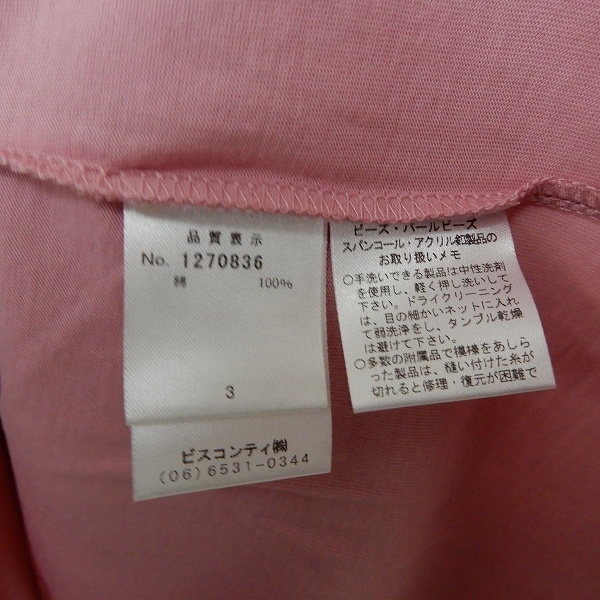 品質表示
No. 1270836
綿 100%
3
ビスコンティ㈱
(06)6531-0344
ビーズ・パールビーズ
スパンコール・アクリル釦製品の
お取り扱いメモ
○手洗いできる製品は中性洗剤
を使用し、軽く押し洗いして
下さい。ドライクリーニング
は、目の細かいネットに入れ
て弱洗浄をし、タンブル乾燥
は避けて下さい。
○多数の付属品で模様をあしら
った製品は、縫い付けた糸が
切れると修理・復元が困難で